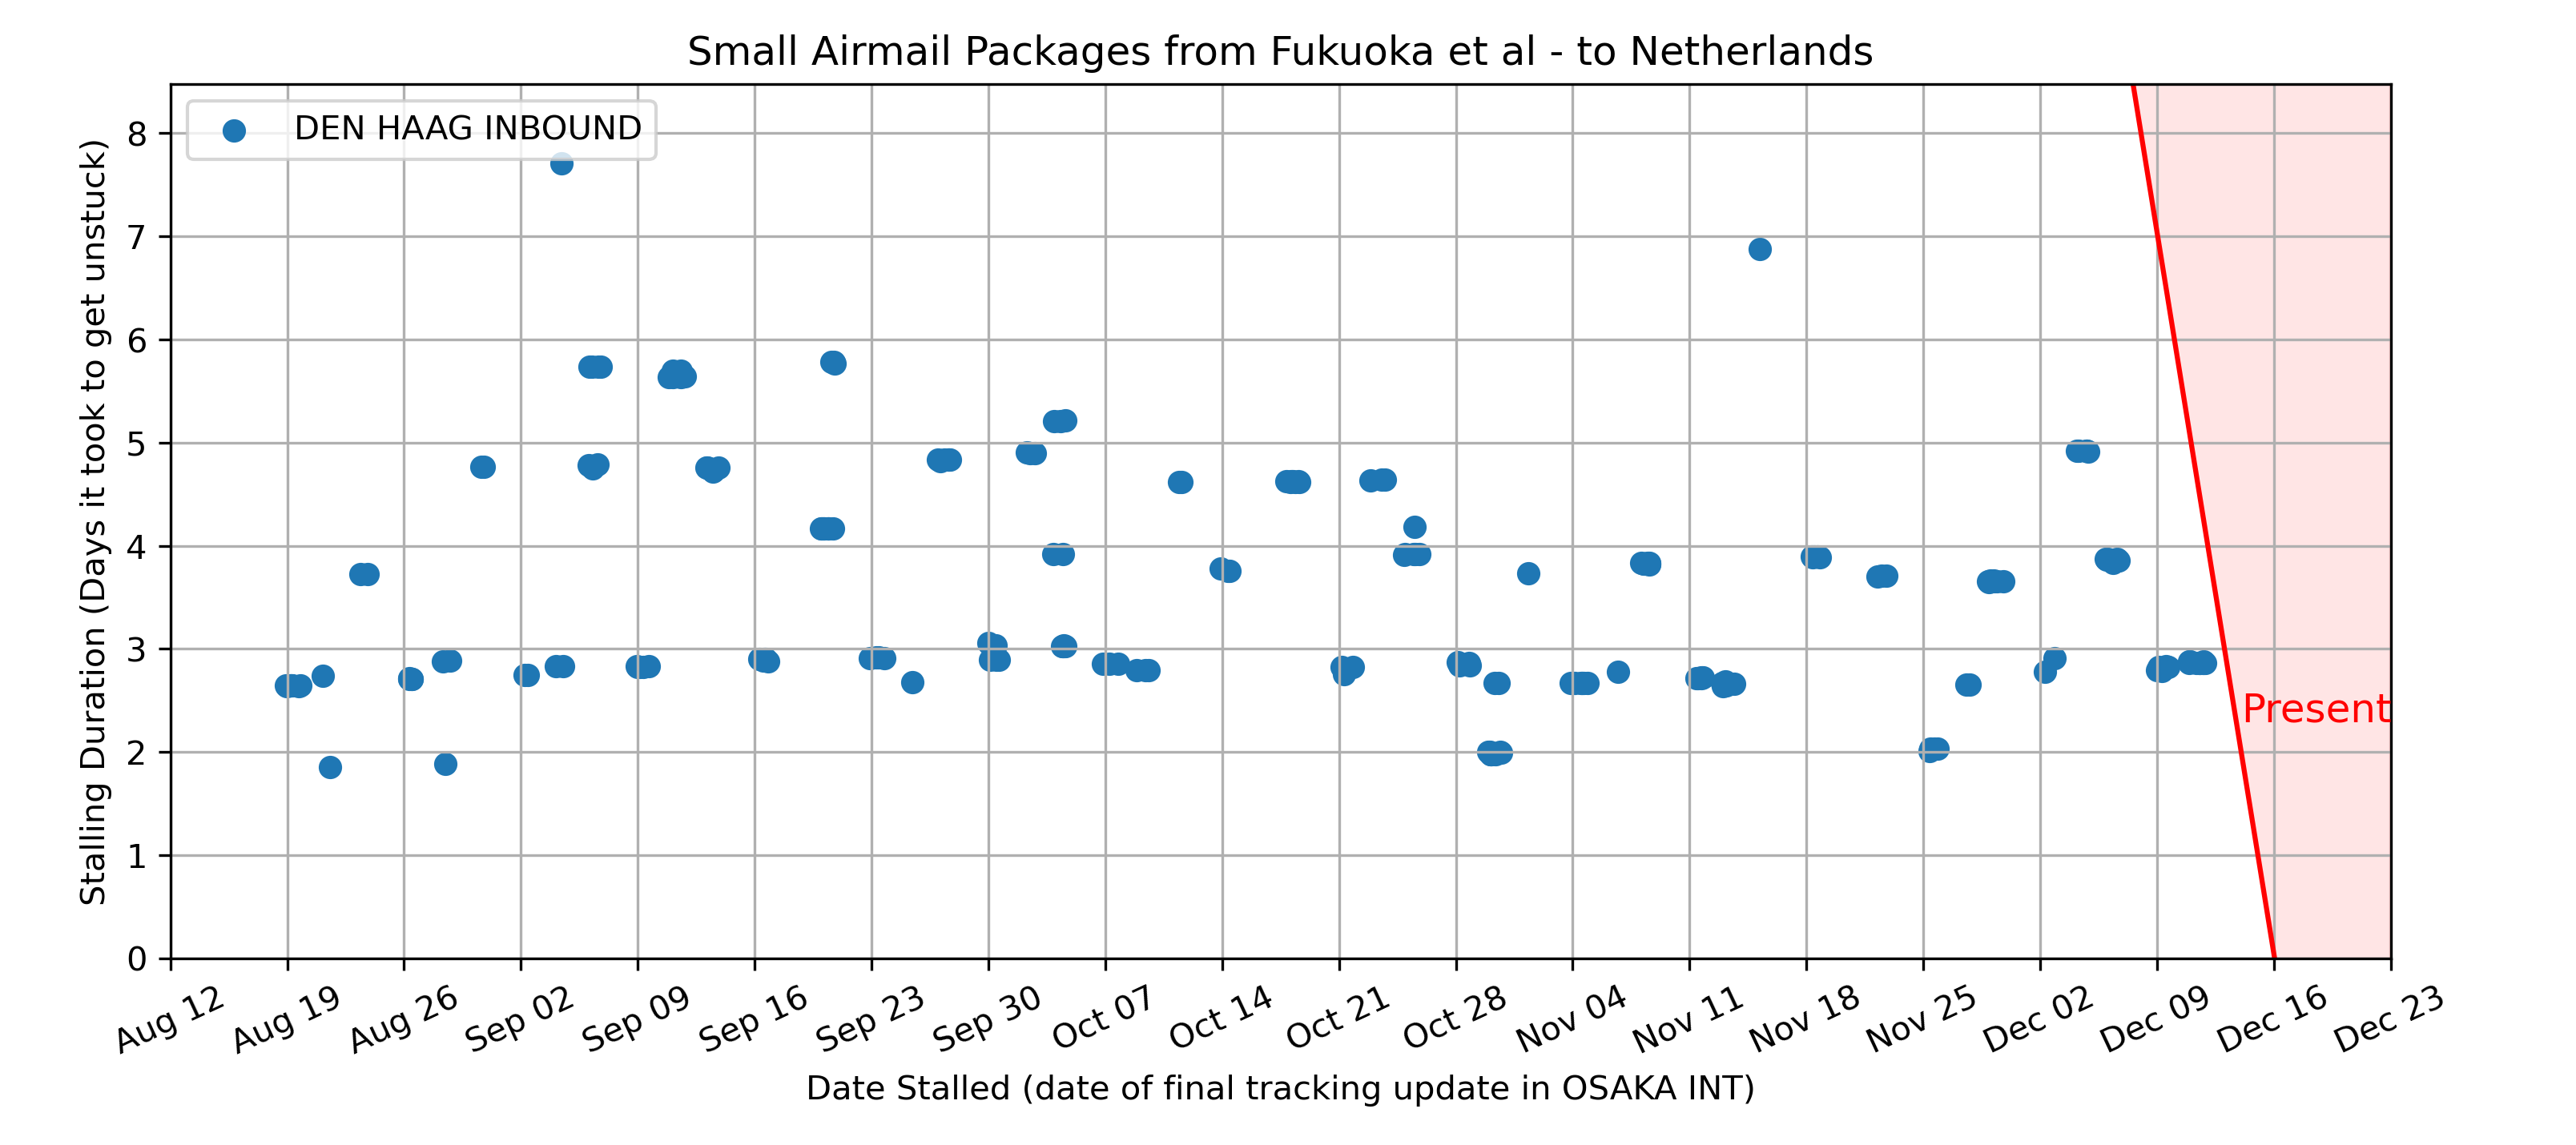 Small Airmail Packages from Fukuoka et al - to Netherlands
DEN HAAG INBOUND
Stalling Duration (Days it took to get unstuck)
8
7
6
5
4
3
2
1
0
Present
Aug 12
Aug 19
Aug 26
Sep 02
Sep 09
Sep 16
Sep 23
Sep 30
Oct 07
Oct 14
Oct 21
Oct 28
Nov 04
Nov 11
Nov 18
Nov 25
Dec 02
Dec 09
Dec 16
Dec 23
Date Stalled (date of final tracking update in OSAKA INT)